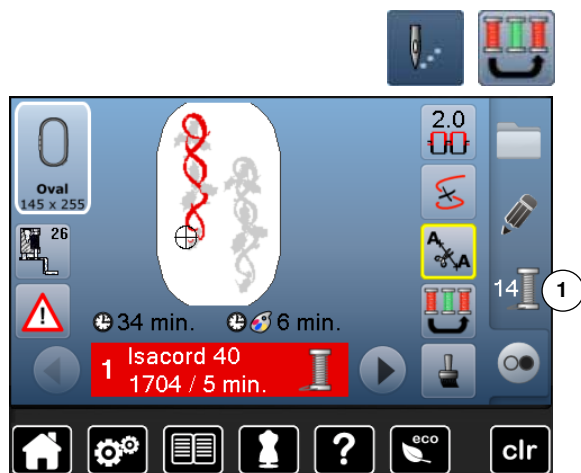 2.0
Oval
145 x 255
26
A
A
14
1
34 min.
6 min.
1 Isacord 40
1704 / 5 min.
?
eco
clr